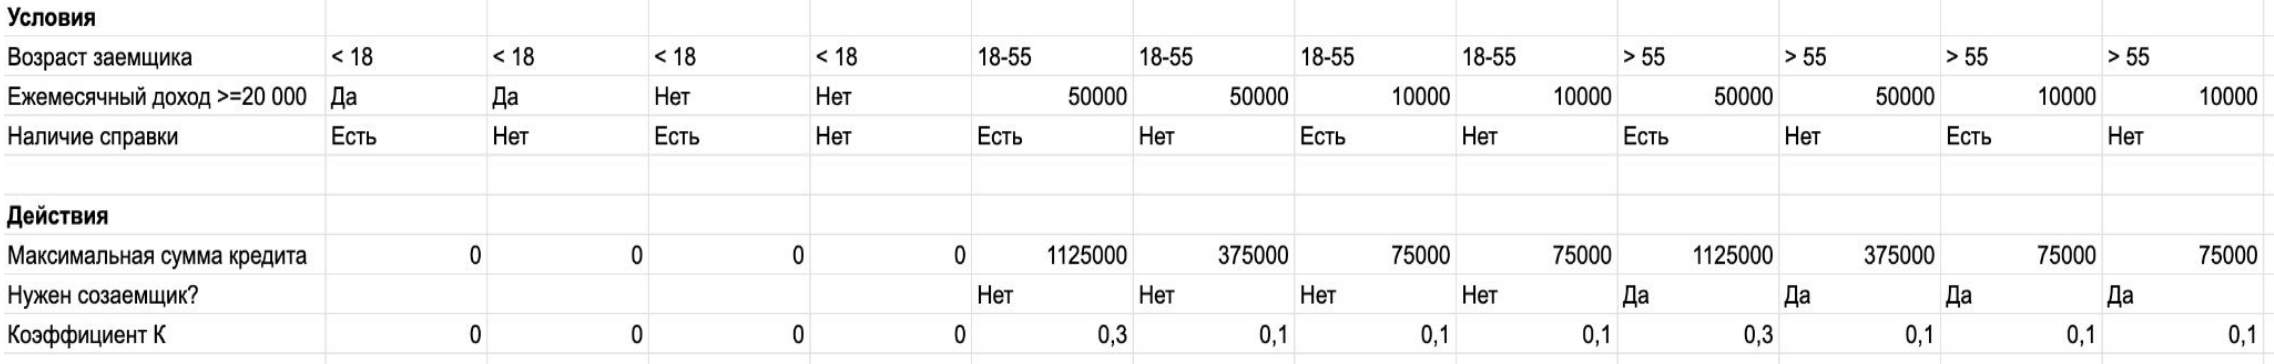 Условия
Возраст заемщика < 18 < 18 < 18 < 18 18-55 18-55 18-55 18-55 > 55 > 55 > 55 > 55
Ежемесячный доход >=20 000 Да Да Нет Нет 50000 50000 10000 10000 50000 50000 10000 10000
Наличие справки Есть Нет Есть Нет Есть Нет Есть Нет Есть Нет Есть Нет
Действия
Максимальная сумма кредита 0 0 0 0 1125000 375000 75000 75000 1125000 375000 75000 75000
Нужен созаемщик? Нет Нет Нет Нет Да Да Да Да
Коэффициент К 0 0 0 0 0,3 0,1 0,1 0,1 0,3 0,1 0,1 0,1